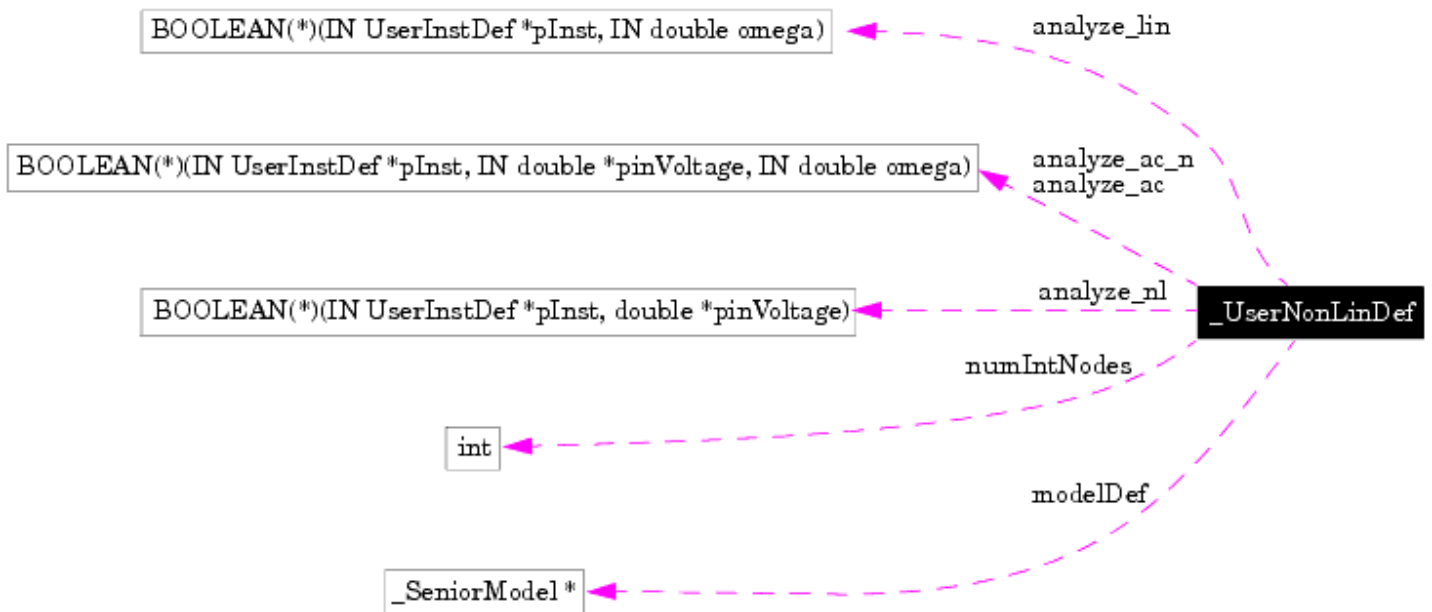 BOOLEAN(*)(IN UserInstDef *pInst, IN double omega)
analyze_lin
BOOLEAN(*)(IN UserInstDef *pInst, IN double *pinVoltage, IN double omega)
analyze_ac_n
analyze_ac
BOOLEAN(*)(IN UserInstDef *pInst, double *pinVoltage)
analyze_nl
_UserNonLinDef
numIntNodes
int
modelDef
_SeniorModel *